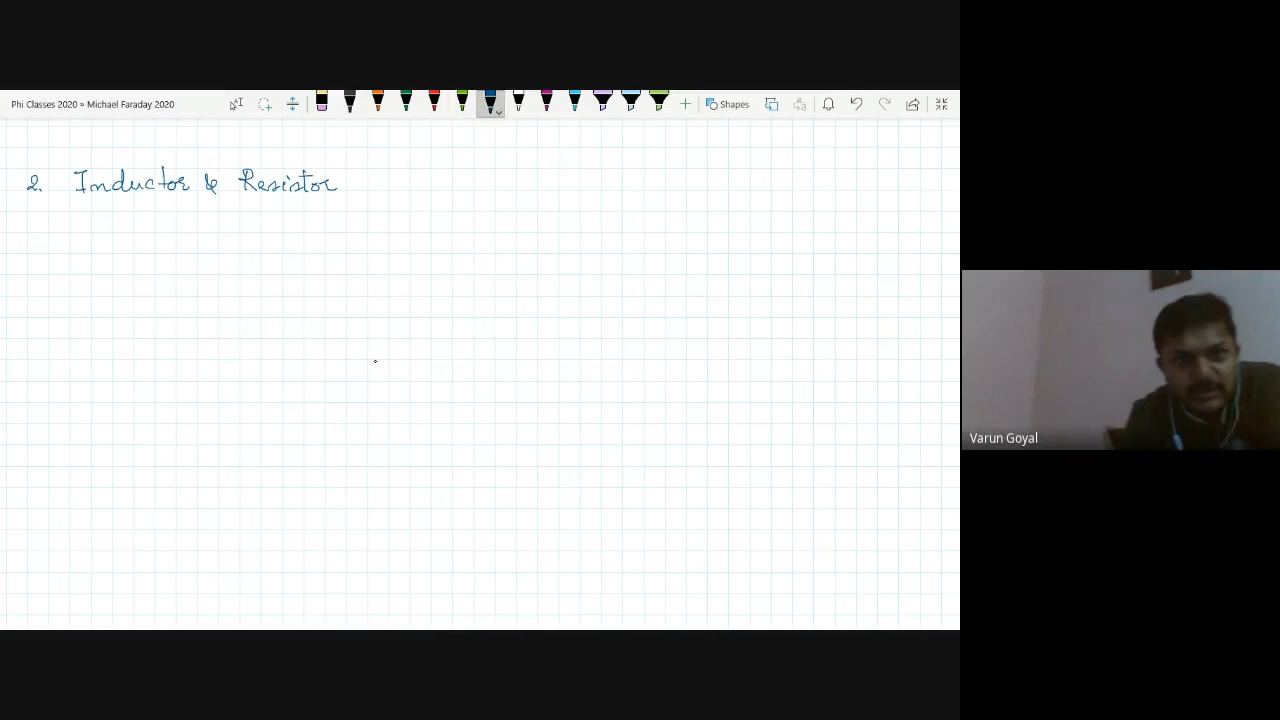 Phi Classes 2020 » Michael Faraday 2020
Shapes
2. Inductor & Resistor
Varun Goyal